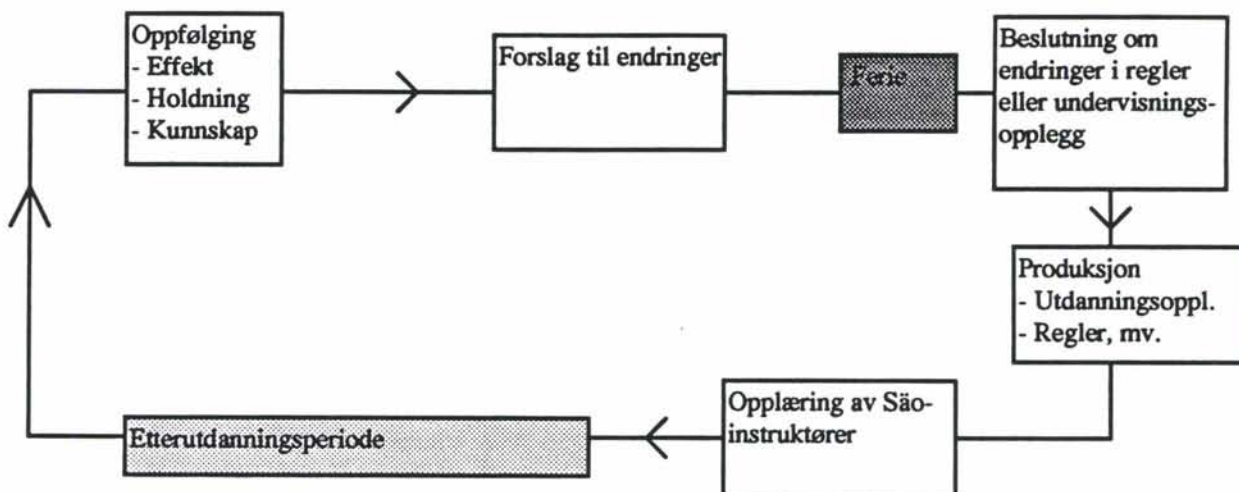 Oppfølging
- Effekt
- Holdning
- Kunnskap
Forslag til endringer
Ferie
Beslutning om
endringer i regler
eller undervisnings-
opplegg
Produksjon
- Utdanningsoppl.
- Regler, mv.
Opplæring av Säo-
instruktører
Etterutdanningsperiode